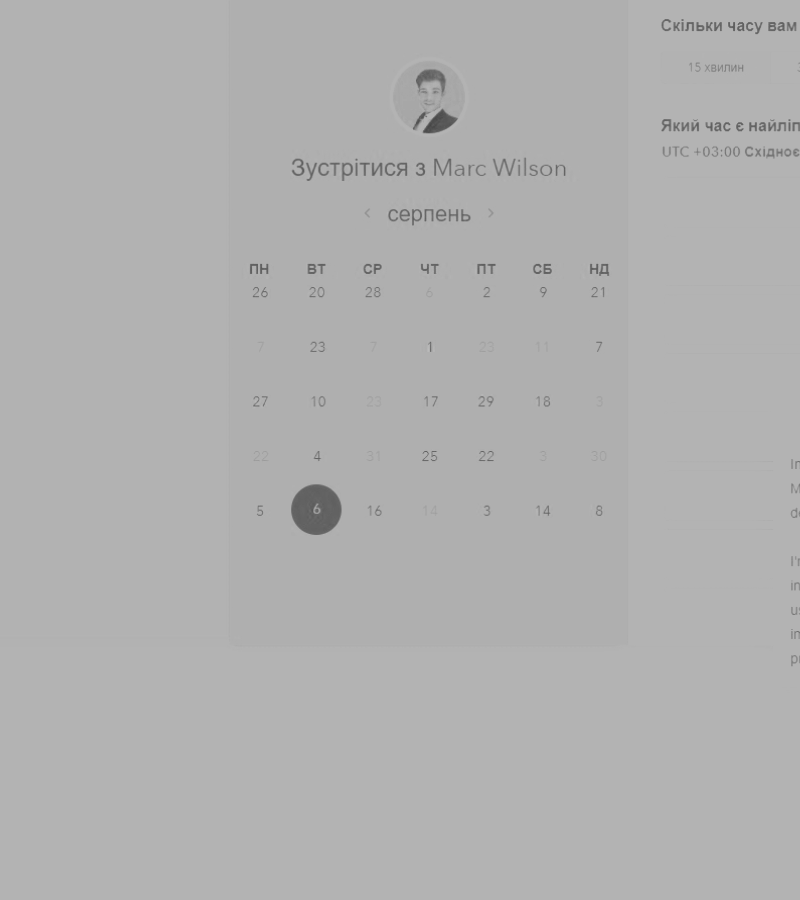 Зустрітися з Marc Wilson
серпень
ПН ВТ СР ЧТ ПТ СБ НД
26 20 28 6 2 9 21
7 23 7 1 23 11 7
27 10 23 17 29 18 3
22 4 31 25 22 3 30
5 6 16 14 3 14 8
Скільки часу вам
15 хвилин
Який час є найліп
UTC +03:00 Східноє
In
M
de
I'm
in
us
im
pr